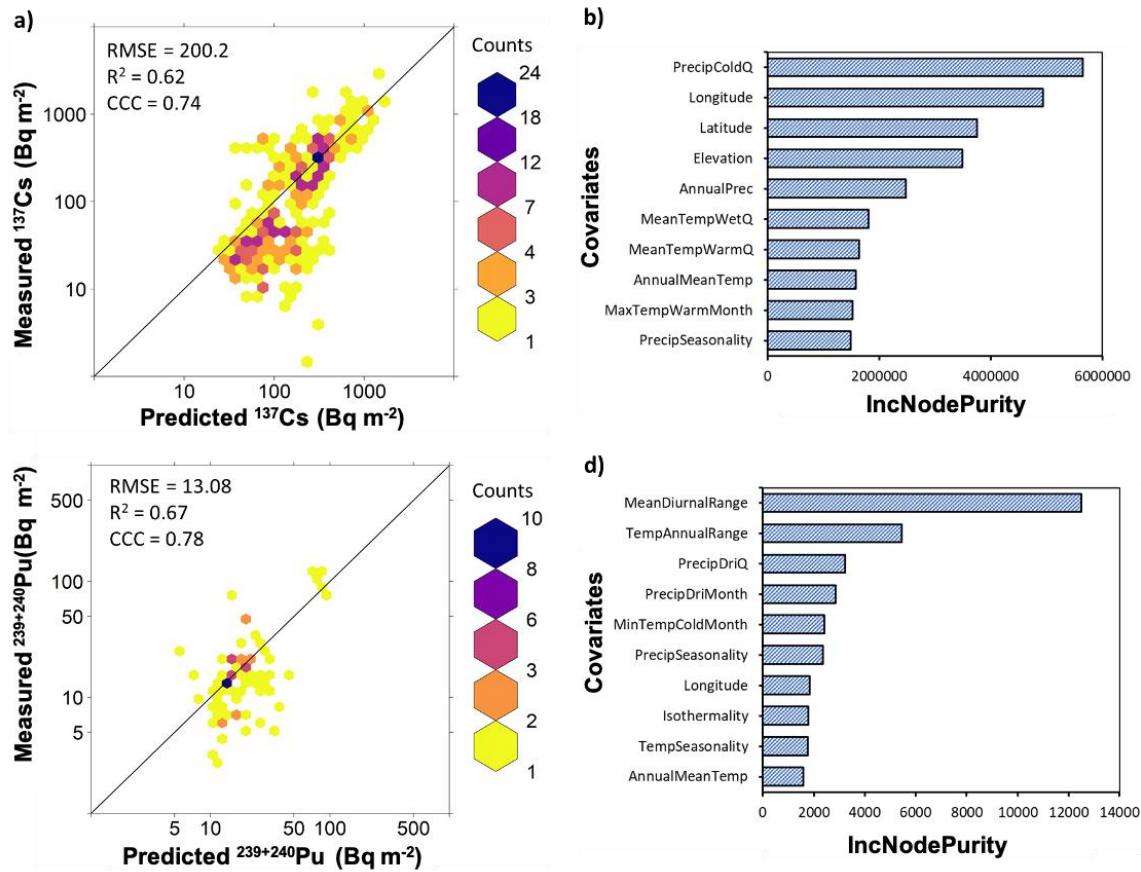 a)
RMSE = 200.2
R² = 0.62
CCC = 0.74
Measured ¹³⁷Cs (Bq m⁻²)
1000
100
10
10 100 1000
Predicted ¹³⁷Cs (Bq m⁻²)
Counts
24
18
12
7
4
3
1
b)
Covariates
PrecipColdQ
Longitude
Latitude
Elevation
AnnualPrec
MeanTempWetQ
MeanTempWarmQ
AnnualMeanTemp
MaxTempWarmMonth
PrecipSeasonality
0 2000000 4000000 6000000
IncNodePurity
RMSE = 13.08
R² = 0.67
CCC = 0.78
Measured ²³⁹⁺²⁴⁰Pu(Bq m⁻²)
500
100
50
10
5
5 10 50 100 500
Predicted ²³⁹⁺²⁴⁰Pu (Bq m⁻²)
Counts
10
8
6
3
2
1
d)
Covariates
MeanDiurnalRange
TempAnnualRange
PrecipDriQ
PrecipDriMonth
MinTempColdMonth
PrecipSeasonality
Longitude
Isothermality
TempSeasonality
AnnualMeanTemp
0 2000 4000 6000 8000 10000 12000 14000
IncNodePurity